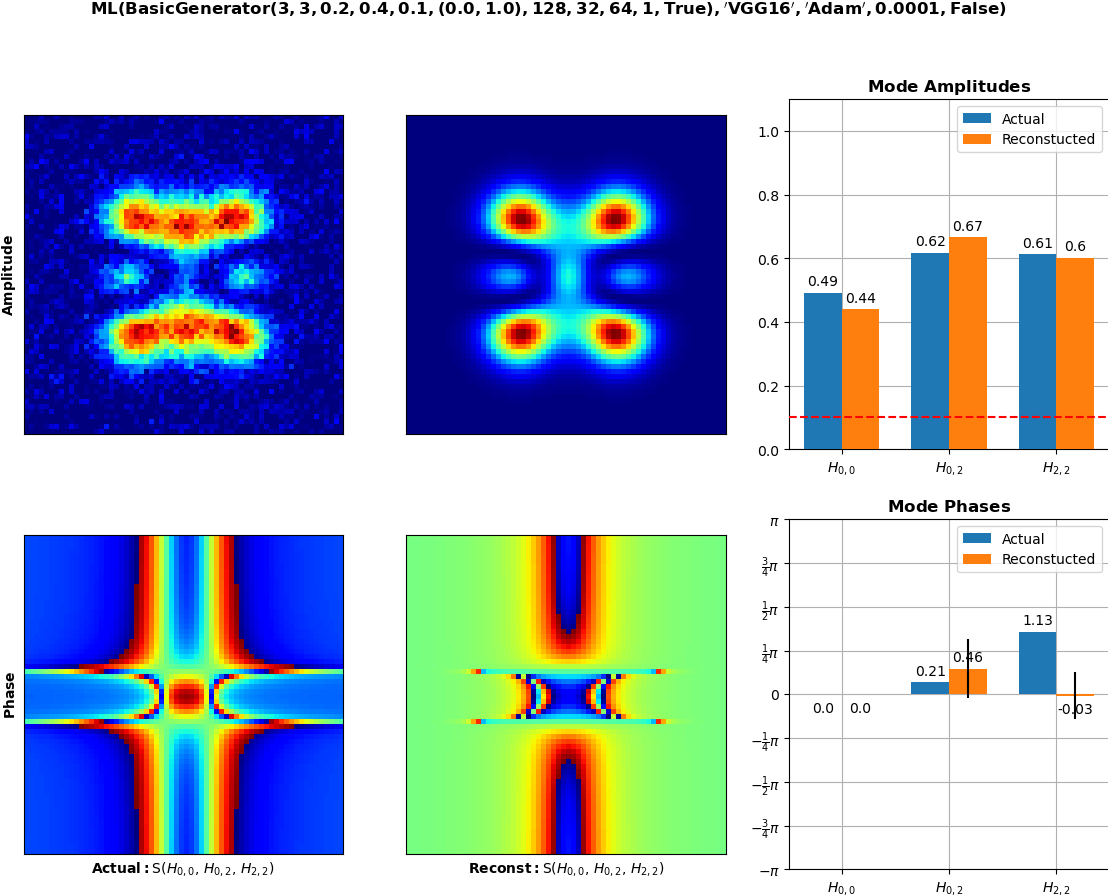 ML(BasicGenerator(3, 3, 0.2, 0.4, 0.1, (0.0, 1.0), 128, 32, 64, 1, True), ′VGG16′, ′Adam′, 0.0001, False)
Amplitude
Mode Amplitudes
Actual
Reconstucted
1.0
0.8
0.6
0.4
0.2
0.0
0.49
0.44
0.62
0.67
0.61
0.6
H0,0
H0,2
H2,2
Phase
Actual: S(H0,0, H0,2, H2,2)
Reconst: S(H0,0, H0,2, H2,2)
Mode Phases
Actual
Reconstucted
π
3/4π
1/2π
1/4π
0
−1/4π
−1/2π
−3/4π
−π
0.0
0.0
0.21
0.46
1.13
-0.03
H0,0
H0,2
H2,2